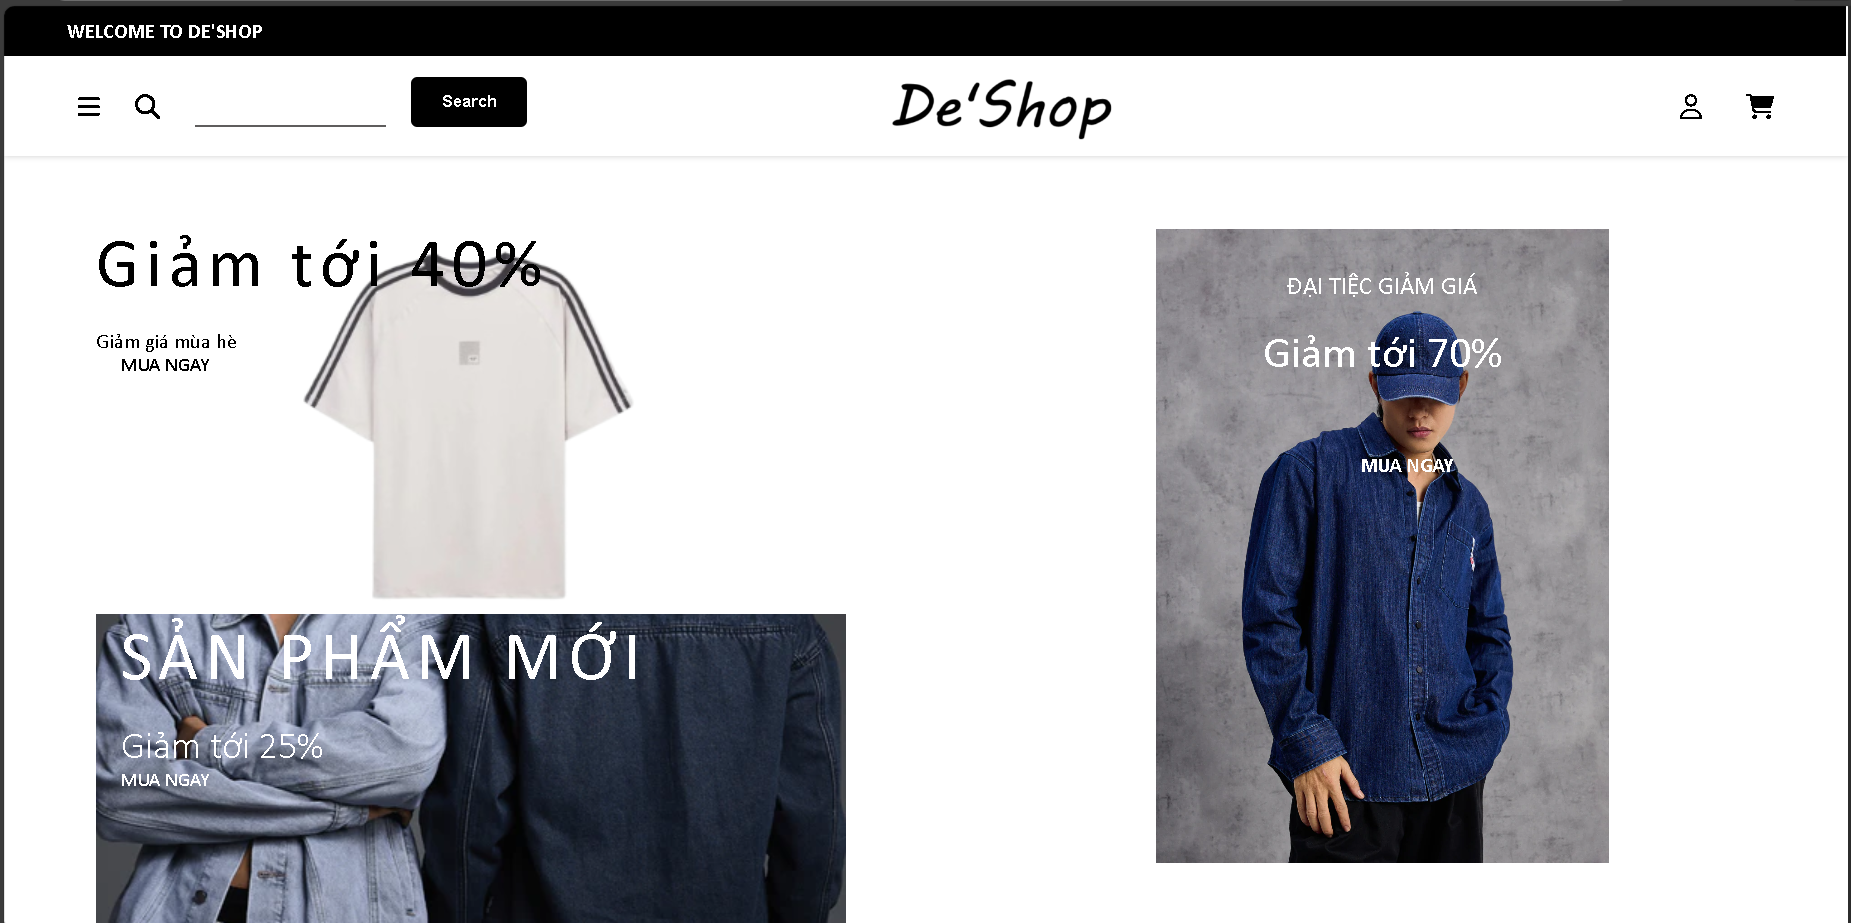 WELCOME TO DE'SHOP
Search
De'Shop
Giảm tới 40%
Giảm giá mùa hè
MUA NGAY
ĐẠI TIỆC GIẢM GIÁ
Giảm tới 70%
MUA NGAY
SẢN PHẨM MỚI
Giảm tới 25%
MUA NGAY